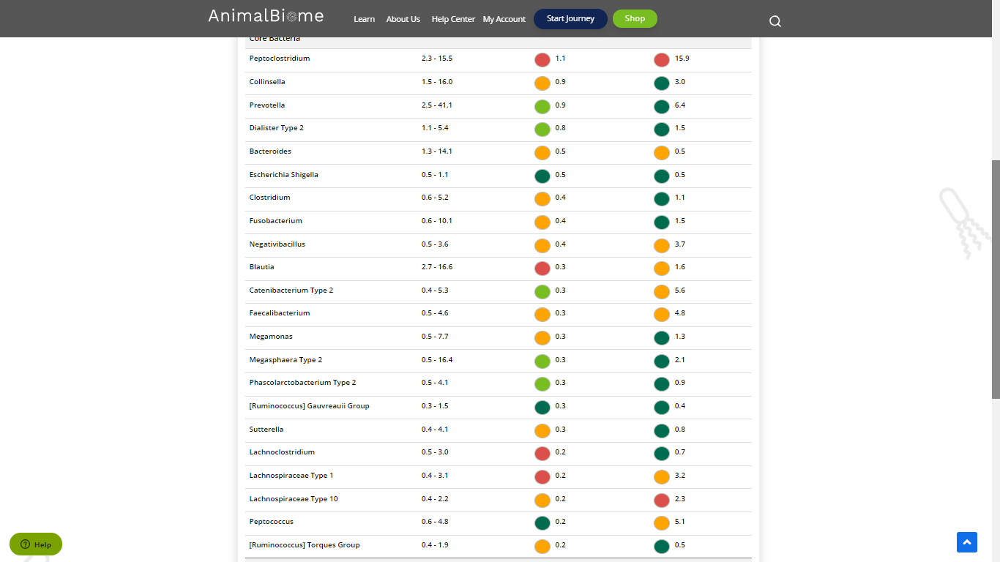 AnimalBiome
Learn About Us Help Center My Account Start Journey Shop
Core Bacteria
Peptoclostridium 2.3 - 15.5 1.1 15.9
Collinsella 1.5 - 16.0 0.9 3.0
Prevotella 2.5 - 41.1 0.9 6.4
Dialister Type 2 1.1 - 5.4 0.8 1.5
Bacteroides 1.3 - 14.1 0.5 0.5
Escherichia Shigella 0.5 - 1.1 0.5 0.5
Clostridium 0.6 - 5.2 0.4 1.1
Fusobacterium 0.6 - 10.1 0.4 1.5
Negativibacillus 0.5 - 3.6 0.4 3.7
Blautia 2.7 - 16.6 0.3 1.6
Catenibacterium Type 2 0.4 - 5.3 0.3 5.6
Faecalibacterium 0.5 - 4.6 0.3 4.8
Megamonas 0.5 - 7.7 0.3 1.3
Megasphaera Type 2 0.5 - 16.4 0.3 2.1
Phascolarctobacterium Type 2 0.5 - 4.1 0.3 0.9
[Ruminococcus] Gauvreauii Group 0.3 - 1.5 0.3 0.4
Sutterella 0.4 - 4.1 0.3 0.8
Lachnoclostridium 0.5 - 3.0 0.2 0.7
Lachnospiraceae Type 1 0.4 - 3.1 0.2 3.2
Lachnospiraceae Type 10 0.4 - 2.2 0.2 2.3
Peptococcus 0.6 - 4.8 0.2 5.1
[Ruminococcus] Torques Group 0.4 - 1.9 0.2 0.5
Help